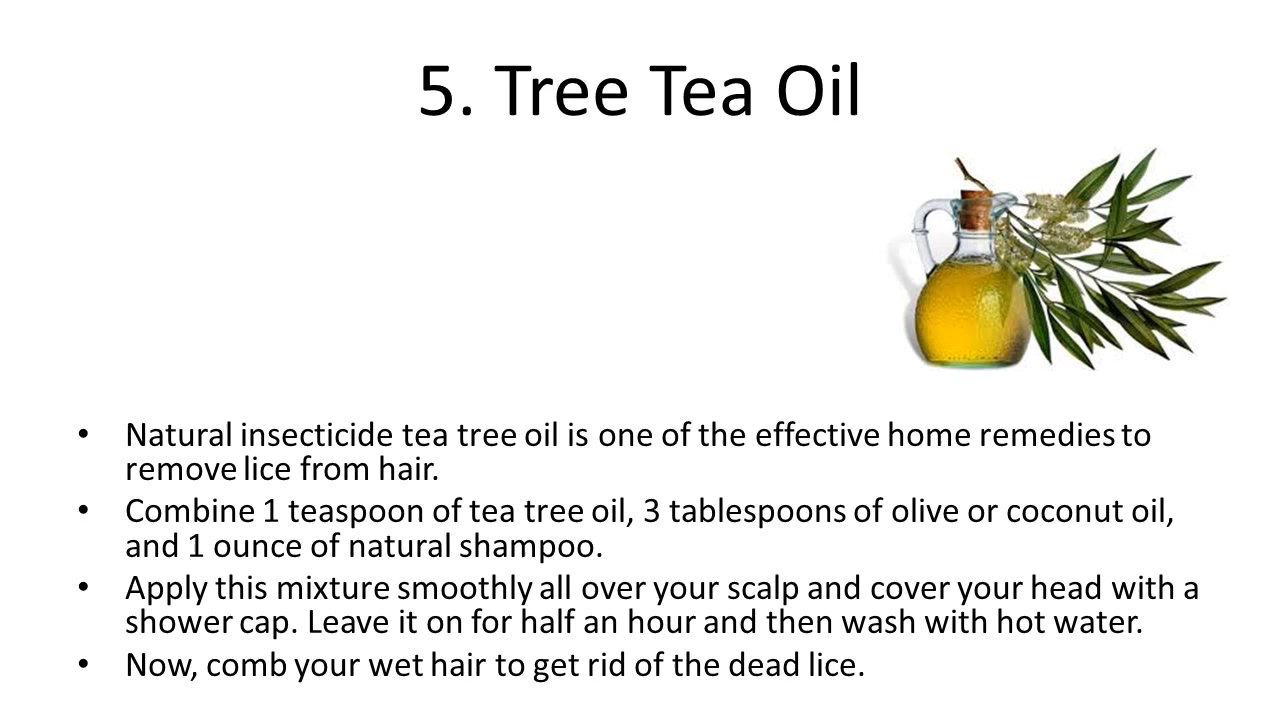 5. Tree Tea Oil
• Natural insecticide tea tree oil is one of the effective home remedies to
remove lice from hair.
• Combine 1 teaspoon of tea tree oil, 3 tablespoons of olive or coconut oil,
and 1 ounce of natural shampoo.
• Apply this mixture smoothly all over your scalp and cover your head with a
shower cap. Leave it on for half an hour and then wash with hot water.
• Now, comb your wet hair to get rid of the dead lice.